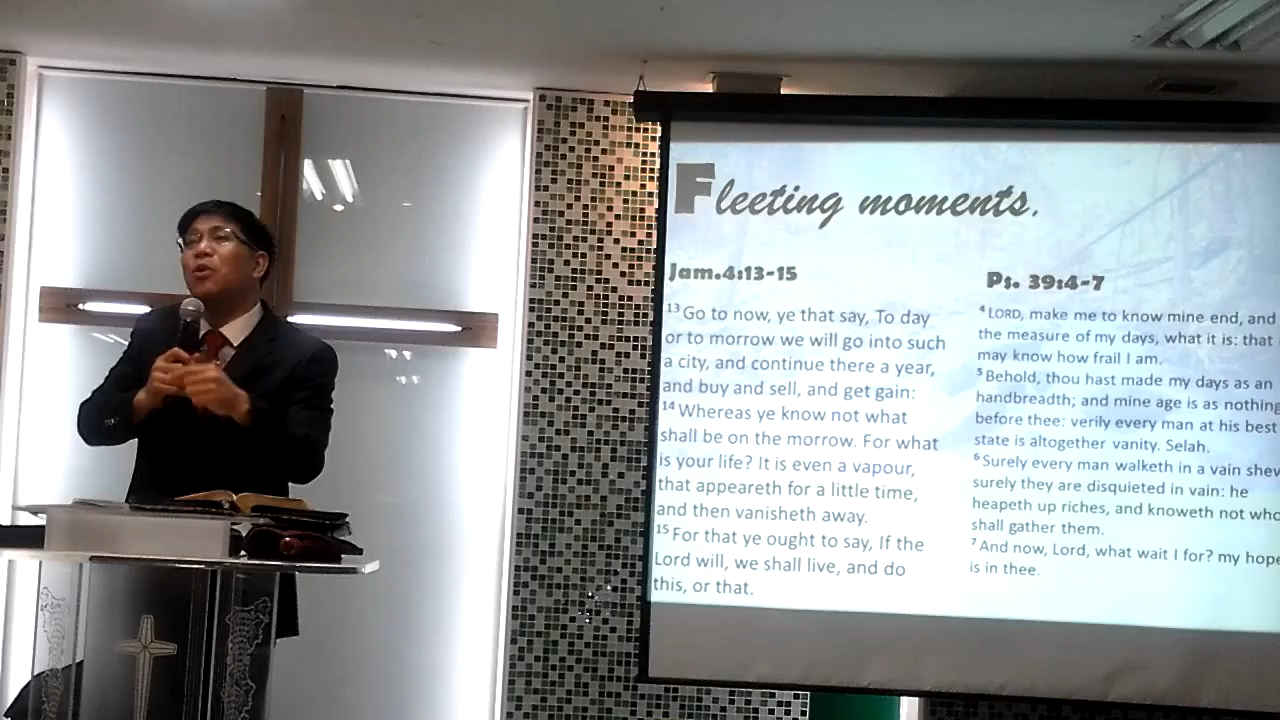 Fleeting moments.
Jam.4:13-15
13 Go to now, ye that say, To day
or to morrow we will go into such
a city, and continue there a year,
and buy and sell, and get gain:
14 Whereas ye know not what
shall be on the morrow. For what
is your life? It is even a vapour,
that appeareth for a little time,
and then vanisheth away.
15 For that ye ought to say, If the
Lord will, we shall live, and do
this, or that.
Ps. 39:4-7
4 LORD, make me to know mine end, and
the measure of my days, what it is: that
may know how frail I am.
5 Behold, thou hast made my days as an
handbreadth; and mine age is as nothing
before thee: verily every man at his best
state is altogether vanity. Selah.
6 Surely every man walketh in a vain shew
surely they are disquieted in vain: he
heapeth up riches, and knoweth not who
shall gather them.
7 And now, Lord, what wait I for? my hope
is in thee.